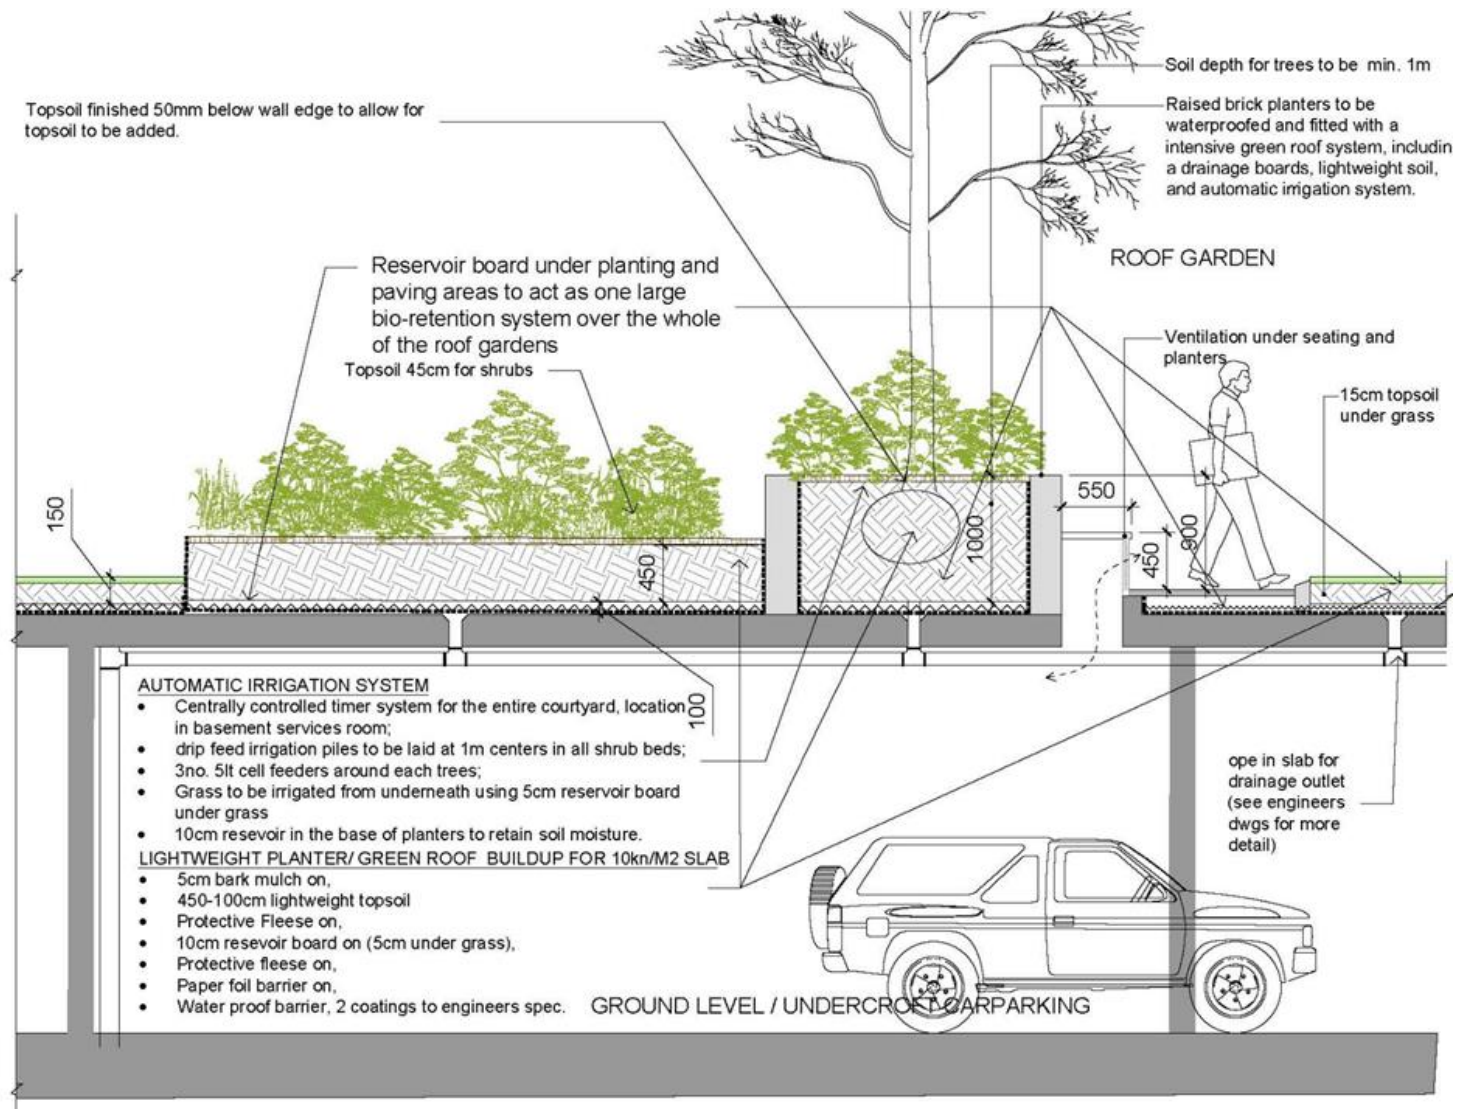 Soil depth for trees to be min. 1m
Topsoil finished 50mm below wall edge to allow for
topsoil to be added.
Raised brick planters to be
waterproofed and fitted with a
intensive green roof system, includin
a drainage boards, lightweight soil,
and automatic irrigation system.
ROOF GARDEN
Reservoir board under planting and
paving areas to act as one large
bio-retention system over the whole
of the roof gardens
Topsoil 45cm for shrubs
Ventilation under seating and
planters
15cm topsoil
under grass
150
450
1000
550
450
900
100
AUTOMATIC IRRIGATION SYSTEM
• Centrally controlled timer system for the entire courtyard, location
in basement services room;
• drip feed irrigation piles to be laid at 1m centers in all shrub beds;
• 3no. 5lt cell feeders around each trees;
• Grass to be irrigated from underneath using 5cm reservoir board
under grass
• 10cm resevoir in the base of planters to retain soil moisture.
LIGHTWEIGHT PLANTER/ GREEN ROOF BUILDUP FOR 10kn/M2 SLAB
• 5cm bark mulch on,
• 450-100cm lightweight topsoil
• Protective Fleese on,
• 10cm resevoir board on (5cm under grass),
• Protective fleese on,
• Paper foil barrier on,
• Water proof barrier, 2 coatings to engineers spec.
ope in slab for
drainage outlet
(see engineers
dwgs for more
detail)
GROUND LEVEL / UNDERCROFT CARPARKING